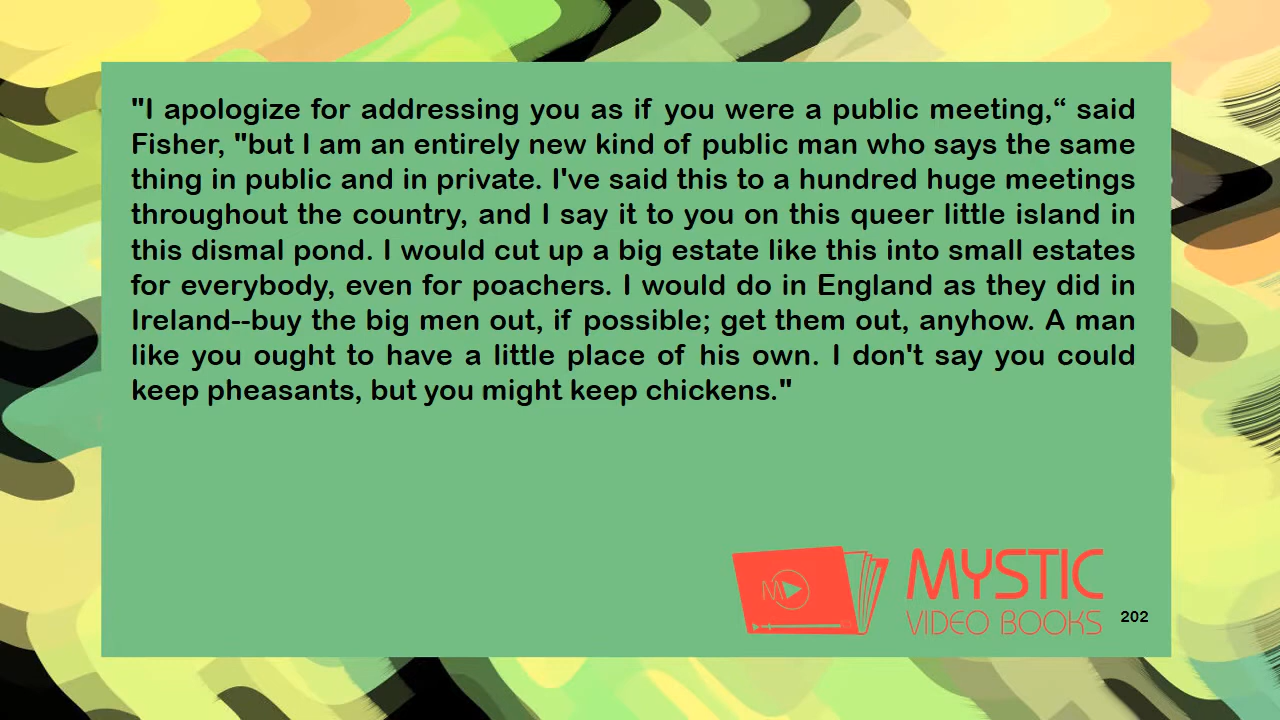 "I apologize for addressing you as if you were a public meeting,“ said
Fisher, "but I am an entirely new kind of public man who says the same
thing in public and in private. I've said this to a hundred huge meetings
throughout the country, and I say it to you on this queer little island in
this dismal pond. I would cut up a big estate like this into small estates
for everybody, even for poachers. I would do in England as they did in
Ireland--buy the big men out, if possible; get them out, anyhow. A man
like you ought to have a little place of his own. I don't say you could
keep pheasants, but you might keep chickens."
M
MYSTIC
VIDEO BOOKS
202